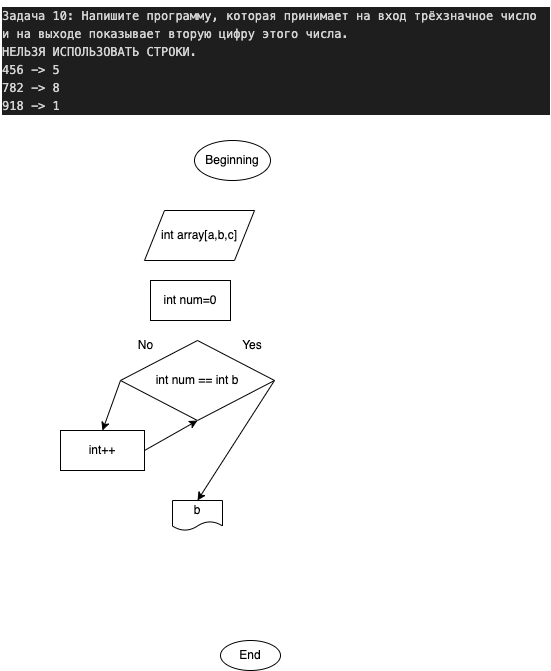 Задача 10: Напишите программу, которая принимает на вход трёхзначное число
и на выходе показывает вторую цифру этого числа.
НЕЛЬЗЯ ИСПОЛЬЗОВАТЬ СТРОКИ.
456 -> 5
782 -> 8
918 -> 1
Beginning
int array[a,b,c]
int num=0
No
Yes
int num == int b
int++
b
End